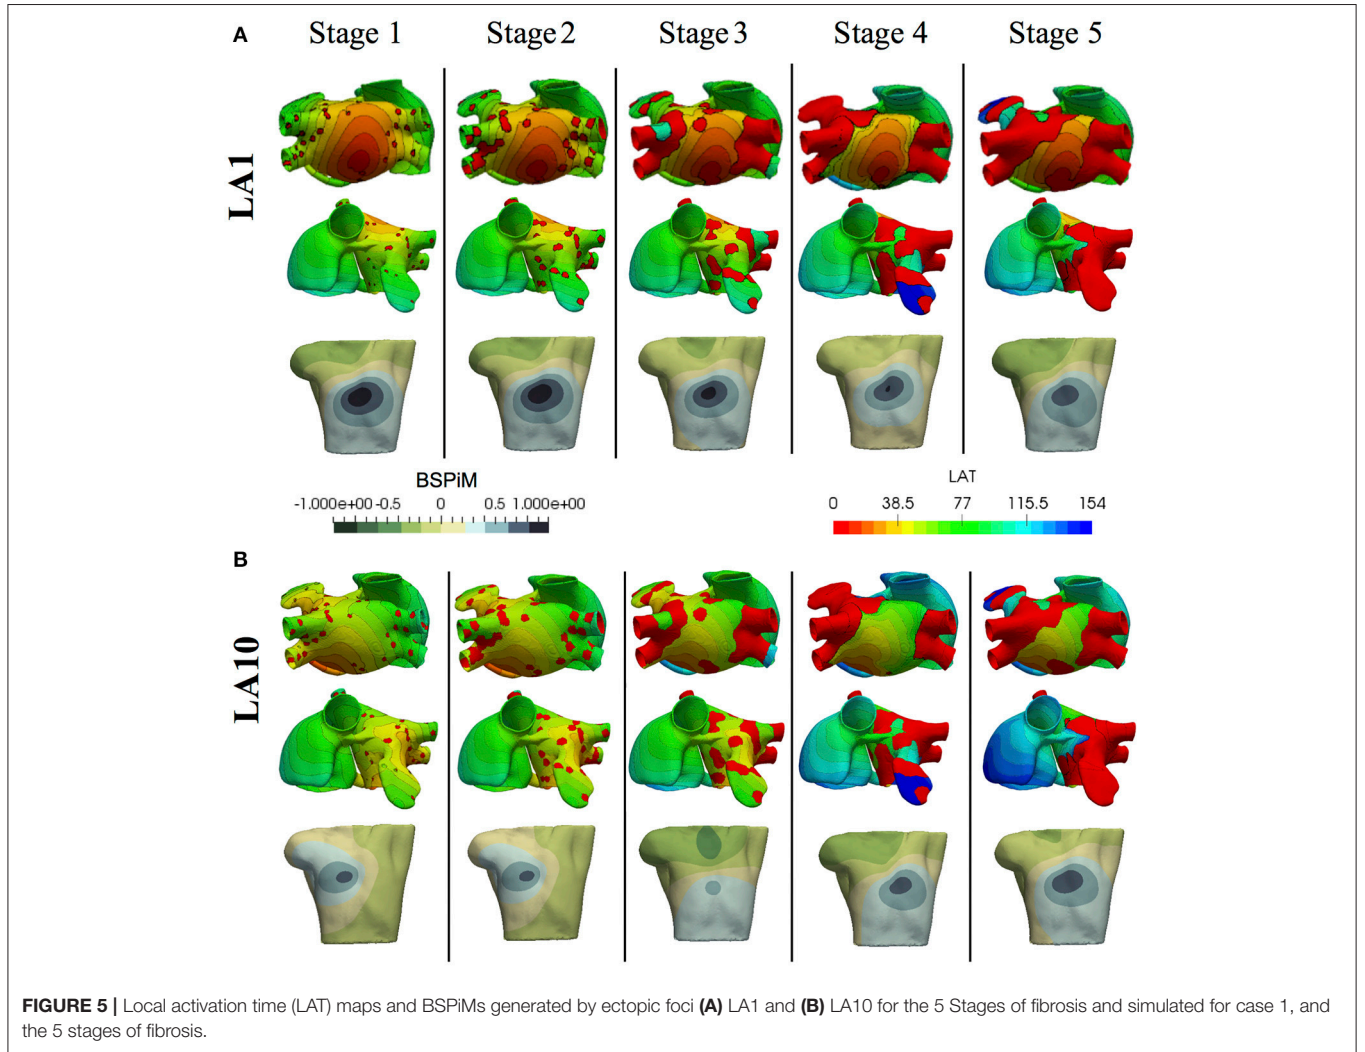 A
Stage 1 Stage 2 Stage 3 Stage 4 Stage 5
LA1
BSPiM
-1.000e+00 -0.5 0 0.5 1.000e+00
LAT
0 38.5 77 115.5 154
B
LA10
FIGURE 5 | Local activation time (LAT) maps and BSPiMs generated by ectopic foci (A) LA1 and (B) LA10 for the 5 Stages of fibrosis and simulated for case 1, and
the 5 stages of fibrosis.